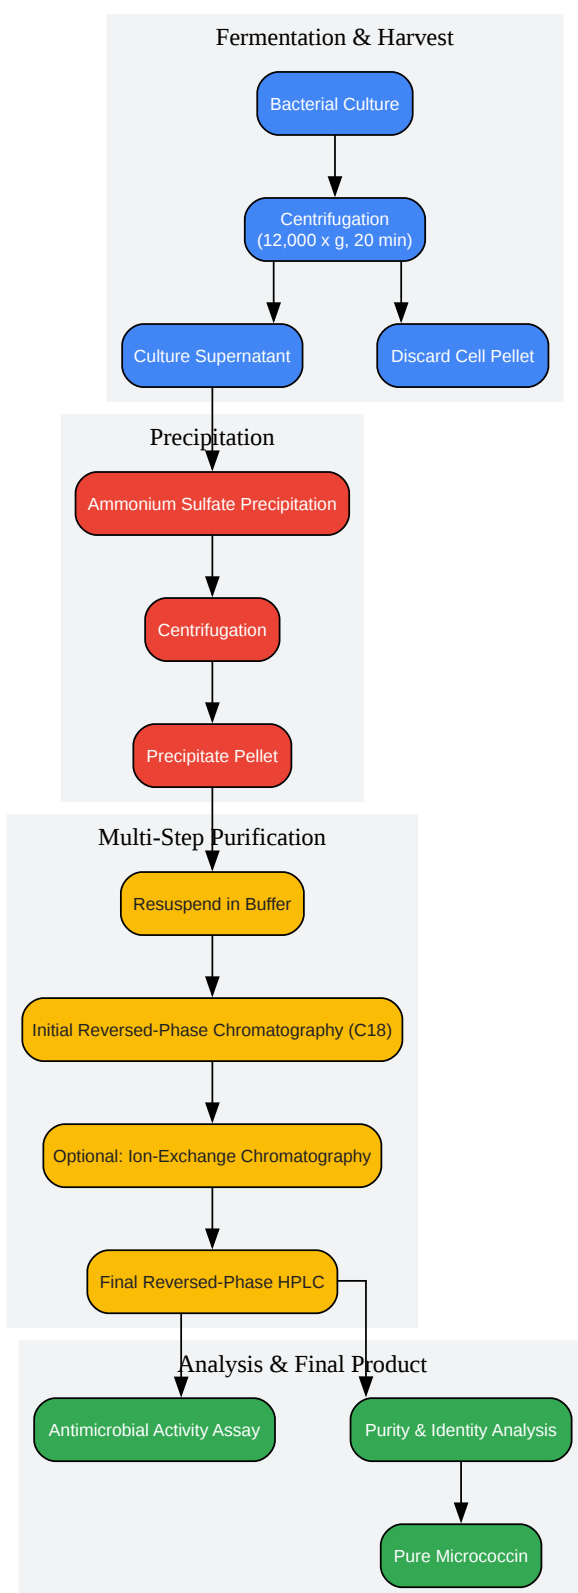 Fermentation & Harvest
Bacterial Culture
Centrifugation
(12,000 x g, 20 min)
Culture Supernatant
Discard Cell Pellet
Precipitation
Ammonium Sulfate Precipitation
Centrifugation
Precipitate Pellet
Multi-Step Purification
Resuspend in Buffer
Initial Reversed-Phase Chromatography (C18)
Optional: Ion-Exchange Chromatography
Final Reversed-Phase HPLC
Analysis & Final Product
Antimicrobial Activity Assay
Purity & Identity Analysis
Pure Micrococcin